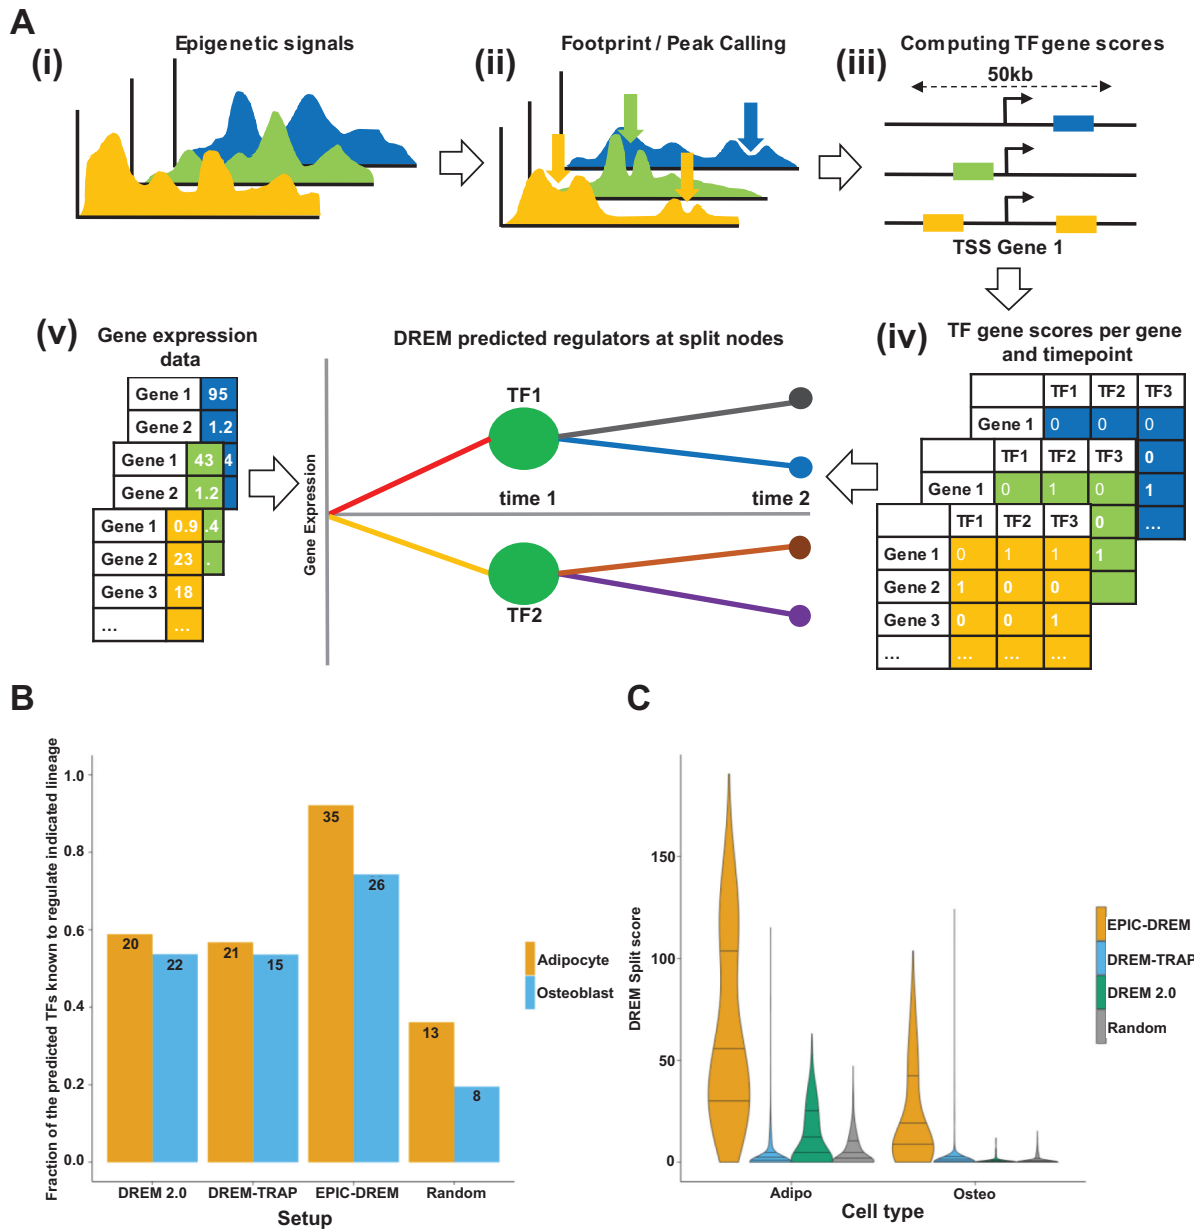 A
(i)
Epigenetic signals
(ii)
Footprint / Peak Calling
(iii)
Computing TF gene scores
50kb
TSS Gene 1
(iv)
TF gene scores per gene
and timepoint
TF1 TF2 TF3
Gene 1 0 0 0
0
1
...
TF1 TF2 TF3
Gene 1 0 1 0
0
1
TF1 TF2 TF3
Gene 1 0 1 1
Gene 2 1 0 0
Gene 3 0 0 1
... ... ... ...
(v)
Gene expression
data
Gene 1 95
Gene 2 1.2
4
Gene 1 43
Gene 2 1.2
.4
.
Gene 1 0.9
Gene 2 23
Gene 3 18
... ...
DREM predicted regulators at split nodes
Gene Expression
TF1
time 1
time 2
TF2
B
Fraction of the predicted TFs known to regulate indicated lineage
1.0
0.8
0.6
0.4
0.2
0.0
20
22
21
15
35
26
13
8
DREM 2.0
DREM-TRAP
EPIC-DREM
Random
Setup
Adipocyte
Osteoblast
C
DREM Split score
150
100
50
0
Adipo
Osteo
Cell type
EPIC-DREM
DREM-TRAP
DREM 2.0
Random